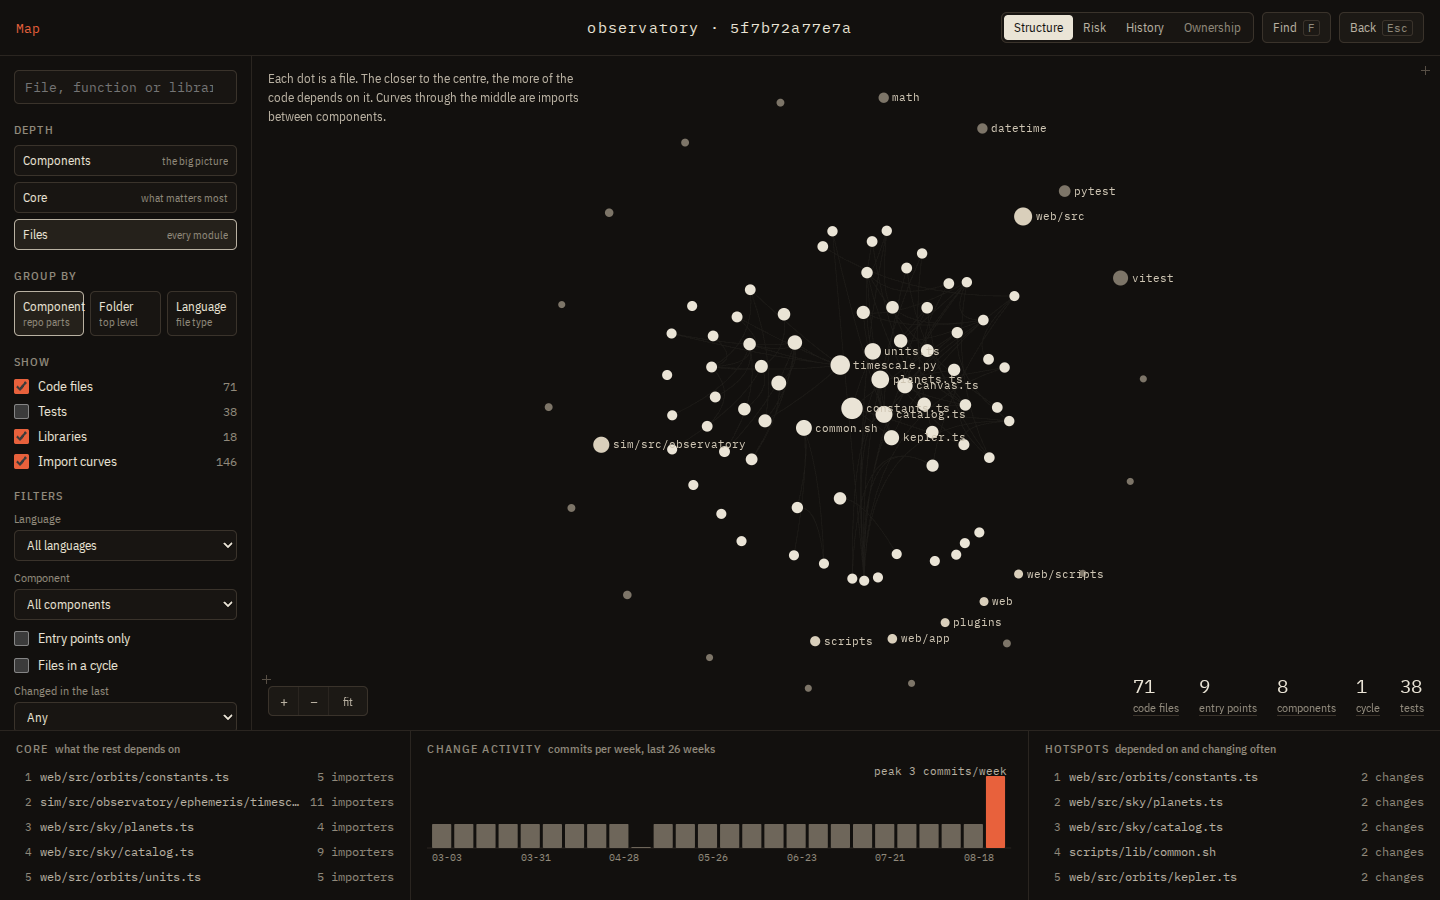 Map
observatory · 5f7b72a77e7a
Structure Risk History Ownership
Find F
Back Esc
File, function or librar
DEPTH
Components the big picture
Core what matters most
Files every module
GROUP BY
Component repo parts
Folder top level
Language file type
SHOW
Code files 71
Tests 38
Libraries 18
Import curves 146
FILTERS
Language
All languages
Component
All components
Entry points only
Files in a cycle
Changed in the last
Any
Each dot is a file. The closer to the centre, the more of the
code depends on it. Curves through the middle are imports
between components.
math
datetime
pytest
web/src
vitest
units.ts
timescale.py
planets.ts
canvas.ts
constants.ts
catalog.ts
common.sh
kepler.ts
sim/src/observatory
web/scripts
web
plugins
web/app
scripts
+ − fit
71 code files
9 entry points
8 components
1 cycle
38 tests
CORE what the rest depends on
1 web/src/orbits/constants.ts 5 importers
2 sim/src/observatory/ephemeris/timesc… 11 importers
3 web/src/sky/planets.ts 4 importers
4 web/src/sky/catalog.ts 9 importers
5 web/src/orbits/units.ts 5 importers
CHANGE ACTIVITY commits per week, last 26 weeks
peak 3 commits/week
03-03 03-31 04-28 05-26 06-23 07-21 08-18
HOTSPOTS depended on and changing often
1 web/src/orbits/constants.ts 2 changes
2 web/src/sky/planets.ts 2 changes
3 web/src/sky/catalog.ts 2 changes
4 scripts/lib/common.sh 2 changes
5 web/src/orbits/kepler.ts 2 changes